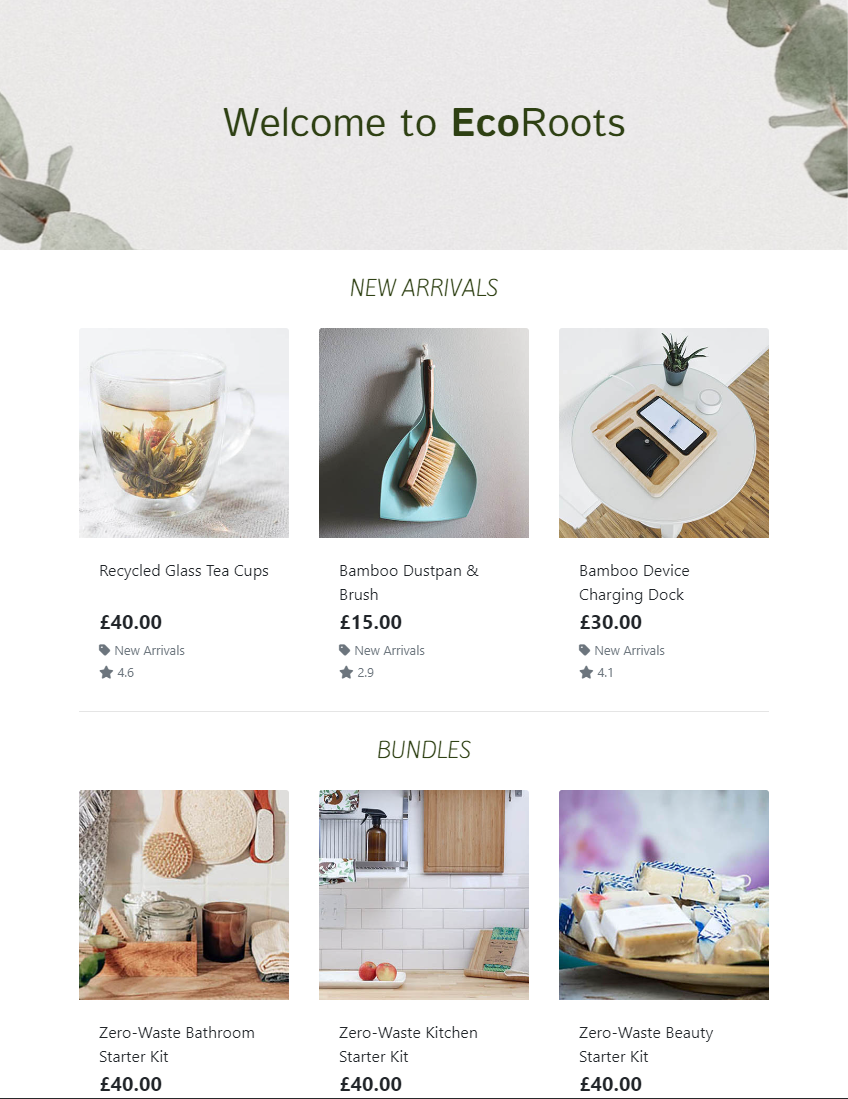 Welcome to EcoRoots
NEW ARRIVALS
Recycled Glass Tea Cups
£40.00
New Arrivals
4.6
Bamboo Dustpan &
Brush
£15.00
New Arrivals
2.9
Bamboo Device
Charging Dock
£30.00
New Arrivals
4.1
BUNDLES
Zero-Waste Bathroom
Starter Kit
£40.00
Zero-Waste Kitchen
Starter Kit
£40.00
Zero-Waste Beauty
Starter Kit
£40.00